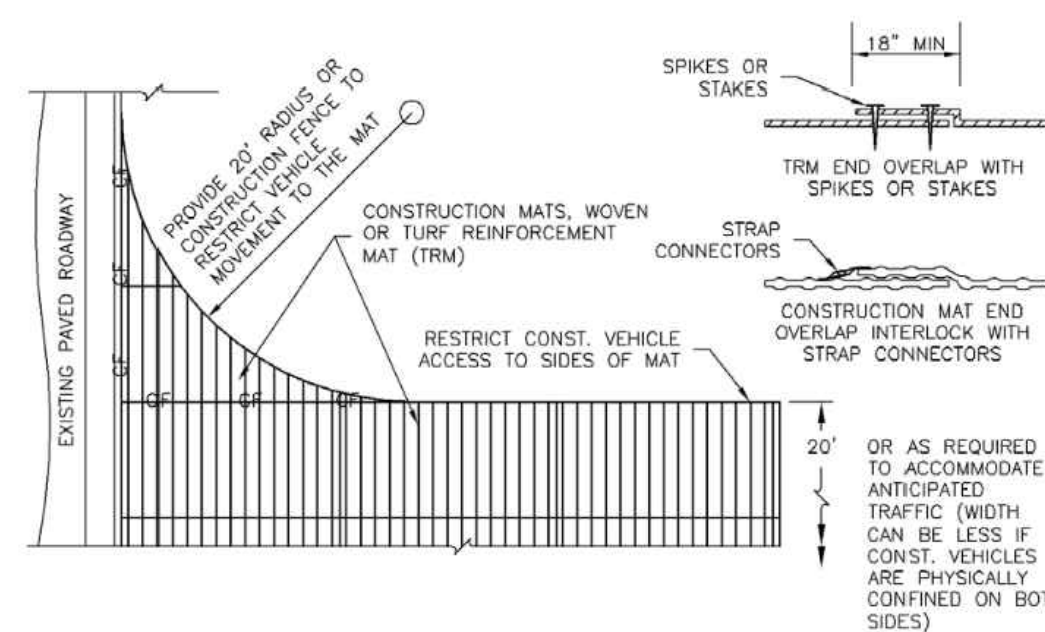 PROVIDE 20' RADIUS OR
CONSTRUCTION FENCE TO
RESTRICT VEHICLE
MOVEMENT TO THE MAT
EXISTING PAVED ROADWAY
CF
CF
CF
CF
CF
CF
CONSTRUCTION MATS, WOVEN
OR TURF REINFORCEMENT
MAT (TRM)
RESTRICT CONST. VEHICLE
ACCESS TO SIDES OF MAT
18" MIN
SPIKES OR
STAKES
TRM END OVERLAP WITH
SPIKES OR STAKES
STRAP
CONNECTORS
CONSTRUCTION MAT END
OVERLAP INTERLOCK WITH
STRAP CONNECTORS
20'
OR AS REQUIRED
TO ACCOMMODATE
ANTICIPATED
TRAFFIC (WIDTH
CAN BE LESS IF
CONST. VEHICLES
ARE PHYSICALLY
CONFINED ON BOT
SIDES)